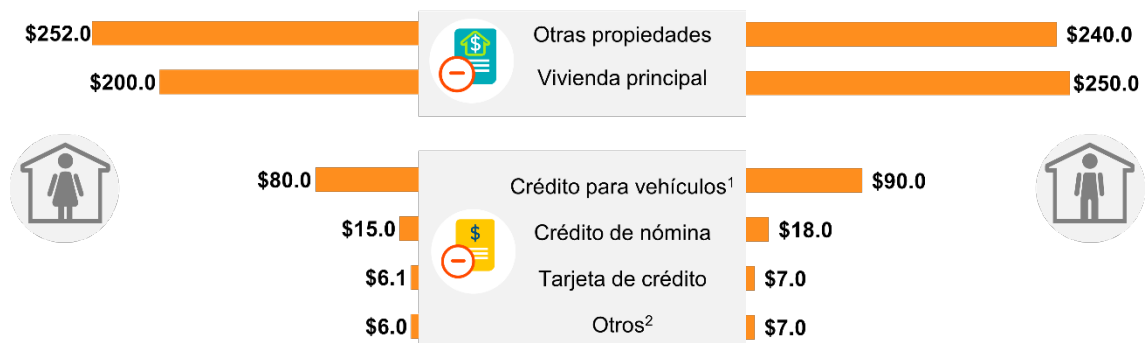 $252.0 Otras propiedades $240.0
$200.0 Vivienda principal $250.0
$80.0 Crédito para vehículos¹ $90.0
$15.0 Crédito de nómina $18.0
$6.1 Tarjeta de crédito $7.0
$6.0 Otros² $7.0
$
$